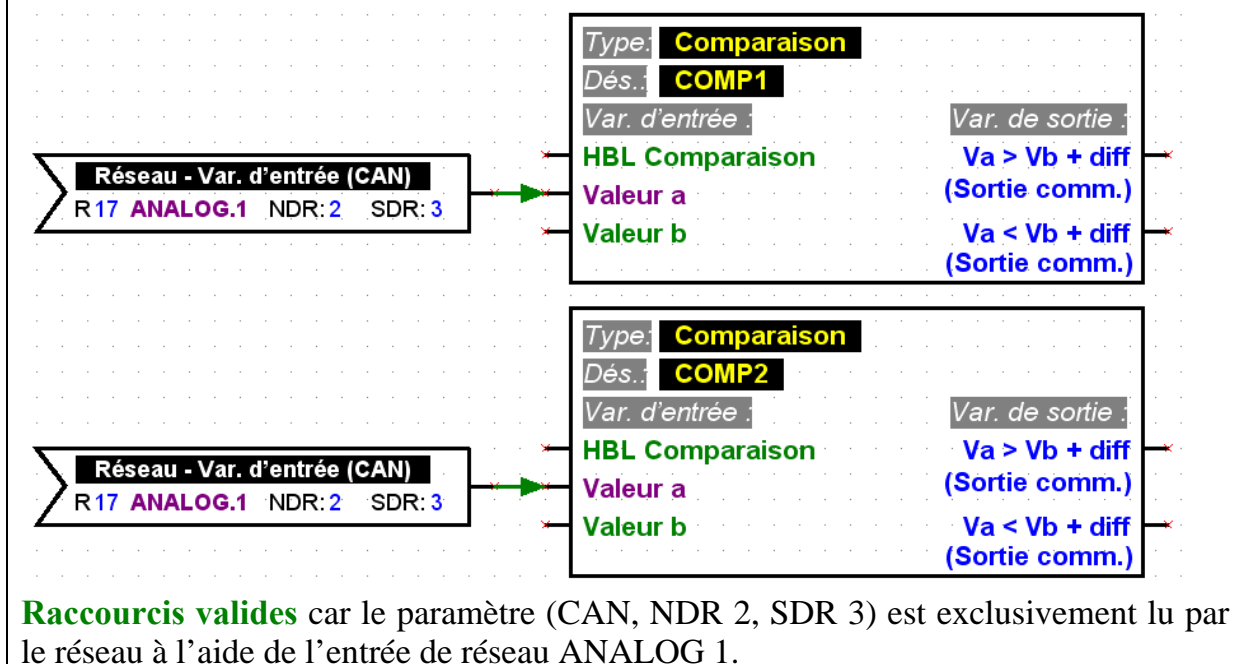 Type: Comparaison
Dés.: COMP1
Var. d'entrée : Var. de sortie :
HBL Comparaison Va > Vb + diff
(Sortie comm.)
Valeur a
Valeur b Va < Vb + diff
(Sortie comm.)
Réseau - Var. d'entrée (CAN)
R 17 ANALOG.1 NDR: 2 SDR: 3
Type: Comparaison
Dés.: COMP2
Var. d'entrée : Var. de sortie :
HBL Comparaison Va > Vb + diff
(Sortie comm.)
Valeur a
Valeur b Va < Vb + diff
(Sortie comm.)
Réseau - Var. d'entrée (CAN)
R 17 ANALOG.1 NDR: 2 SDR: 3
Raccourcis valides car le paramètre (CAN, NDR 2, SDR 3) est exclusivement lu par
le réseau à l'aide de l'entrée de réseau ANALOG 1.